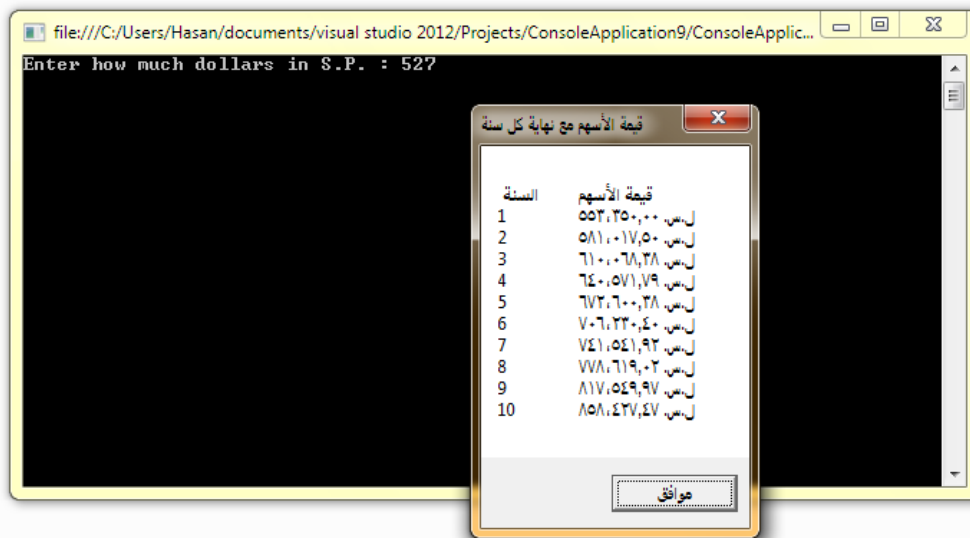 file:///C:/Users/Hasan/documents/visual studio 2012/Projects/ConsoleApplication9/ConsoleApplic...
Enter how much dollars in S.P. : 527
قيمة الأسهم مع نهاية كل سنة
السنة قيمة الأسهم
1 ل.س.‏ ٥٥٣،٣٥٠,٠٠
2 ل.س.‏ ٥٨١،٠١٧,٥٠
3 ل.س.‏ ٦١٠،٠٦٨,٣٨
4 ل.س.‏ ٦٤٠،٥٧١,٧٩
5 ل.س.‏ ٦٧٢،٦٠٠,٣٨
6 ل.س.‏ ٧٠٦،٢٣٠,٤٠
7 ل.س.‏ ٧٤١،٥٤١,٩٢
8 ل.س.‏ ٧٧٨،٦١٩,٠٢
9 ل.س.‏ ٨١٧،٥٤٩,٩٧
10 ل.س.‏ ٨٥٨،٤٢٧,٤٧
موافق